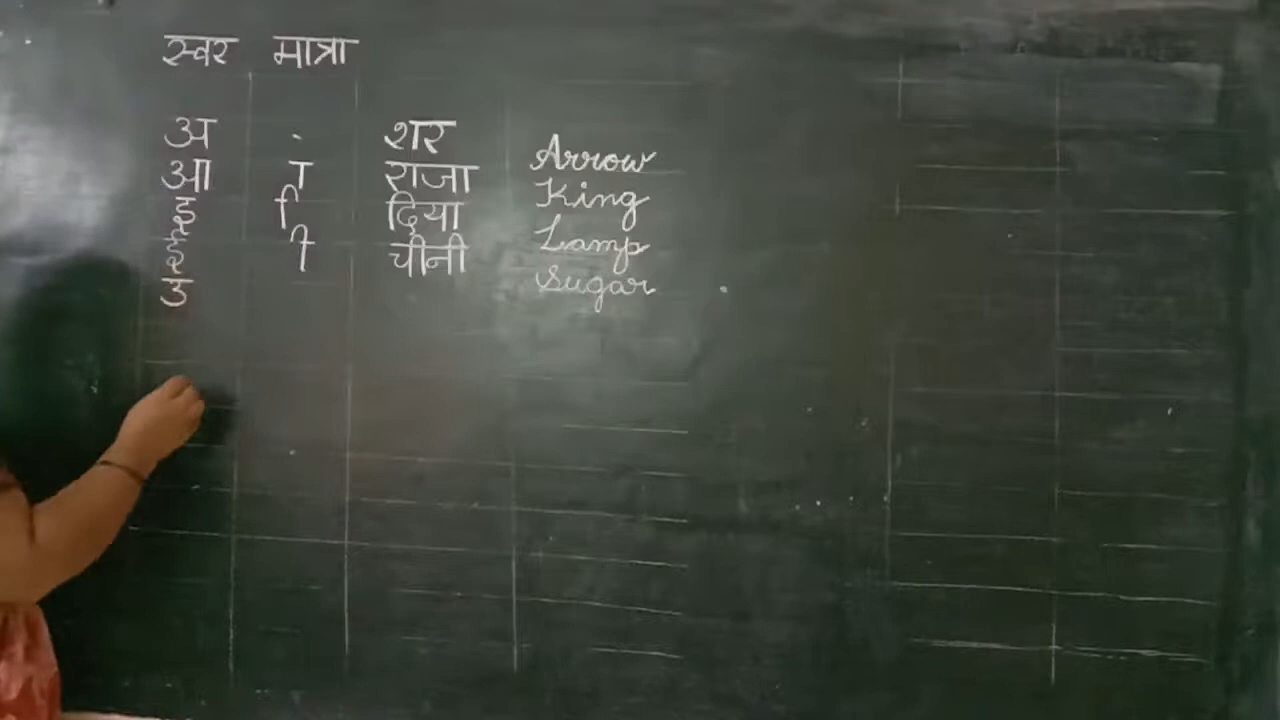 स्वर मात्रा
अ - शर Arrow
आ ा राजा King
इ ि दिया Lamp
ई ी चीनी Sugar
उ